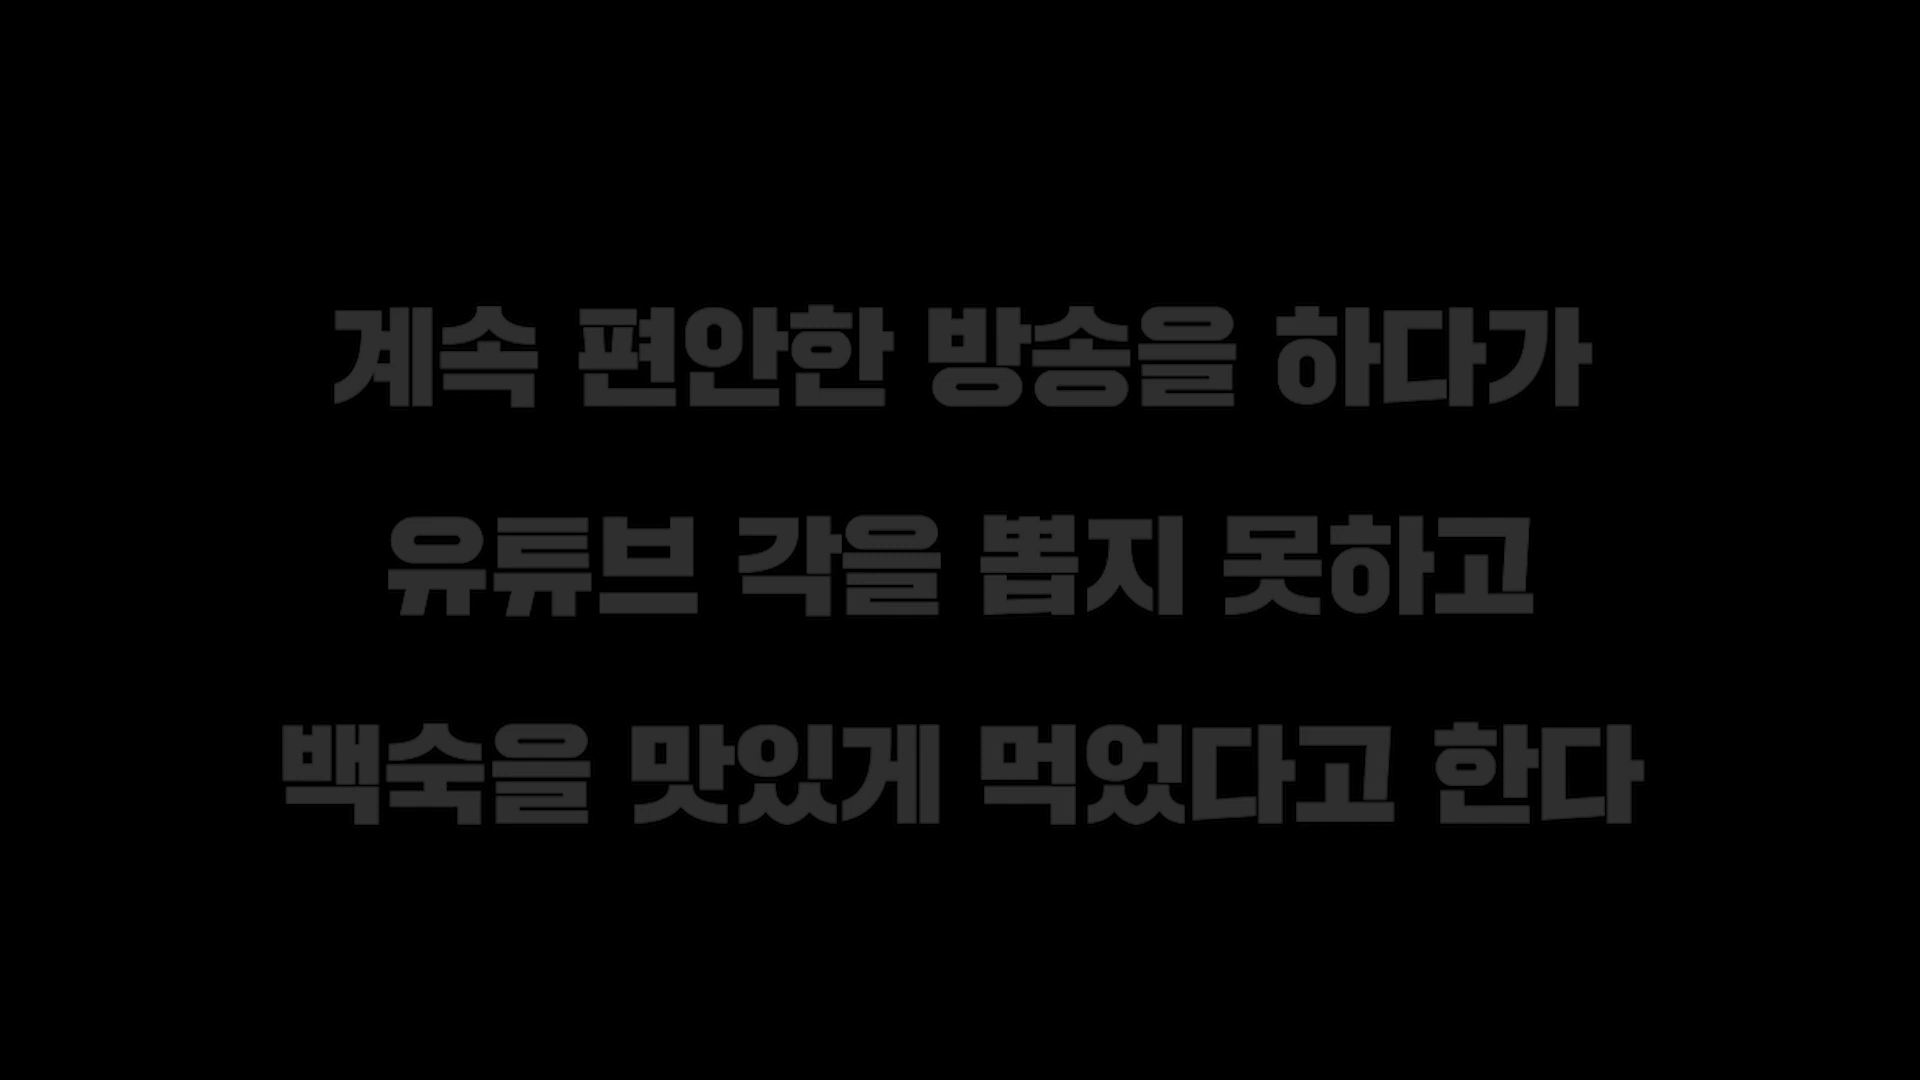 계속 편안한 방송을 하다가
유튜브 각을 뽑지 못하고
백숙을 맛있게 먹었다고 한다